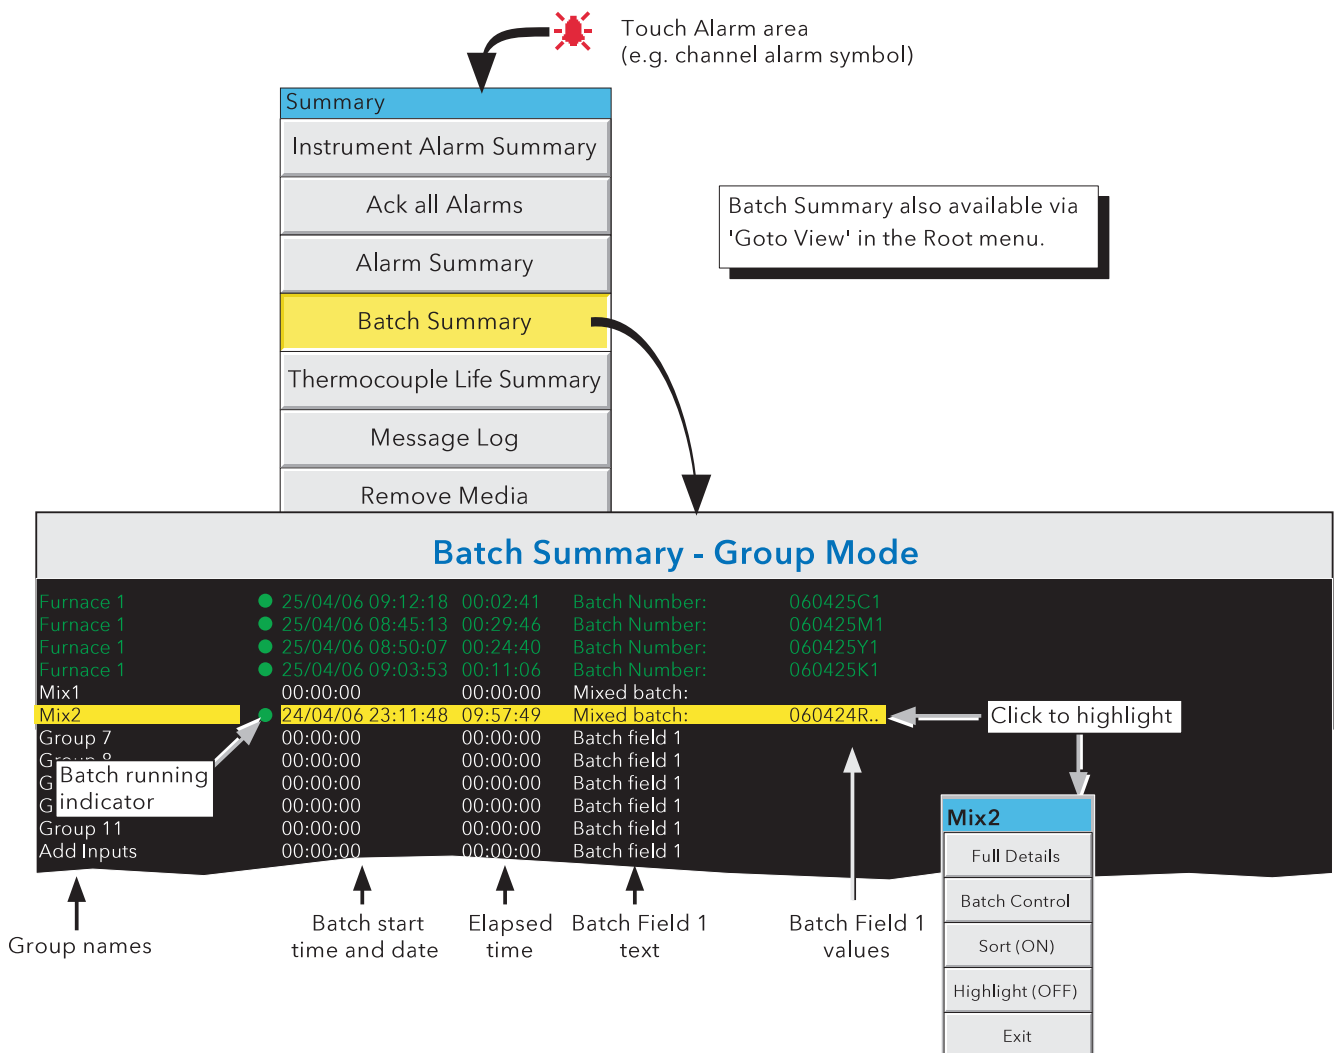 Touch Alarm area
(e.g. channel alarm symbol)
Summary
Instrument Alarm Summary
Ack all Alarms
Alarm Summary
Batch Summary
Thermocouple Life Summary
Message Log
Remove Media
Batch Summary also available via
'Goto View' in the Root menu.
Batch Summary - Group Mode
Furnace 1 25/04/06 09:12:18 00:02:41 Batch Number: 060425C1
Furnace 1 25/04/06 08:45:13 00:29:46 Batch Number: 060425M1
Furnace 1 25/04/06 08:50:07 00:24:40 Batch Number: 060425Y1
Furnace 1 25/04/06 09:03:53 00:11:06 Batch Number: 060425K1
Mix1 00:00:00 00:00:00 Mixed batch:
Mix2 24/04/06 23:11:48 09:57:49 Mixed batch: 060424R..
Click to highlight
Group 7 00:00:00 00:00:00 Batch field 1
Group 8 00:00:00 00:00:00 Batch field 1
G 00:00:00 00:00:00 Batch field 1
G 00:00:00 00:00:00 Batch field 1
Group 11 00:00:00 00:00:00 Batch field 1
Add Inputs 00:00:00 00:00:00 Batch field 1
Batch running
indicator
Mix2
Full Details
Batch Control
Sort (ON)
Highlight (OFF)
Exit
Group names
Batch start
time and date
Elapsed
time
Batch Field 1
text
Batch Field 1
values